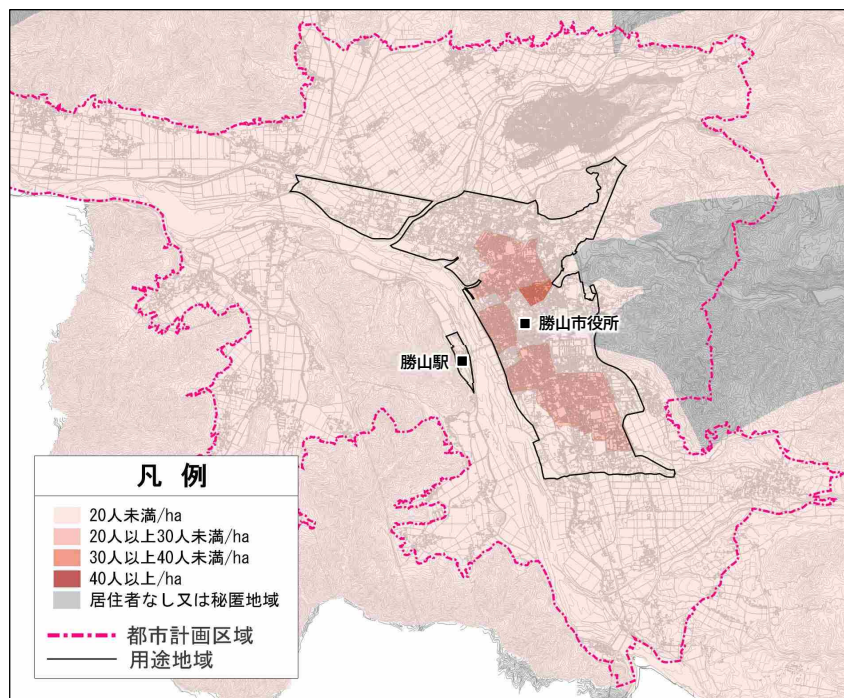 勝山市役所
勝山駅
凡 例
20人未満/ha
20人以上30人未満/ha
30人以上40人未満/ha
40人以上/ha
居住者なし又は秘匿地域
都市計画区域
用途地域